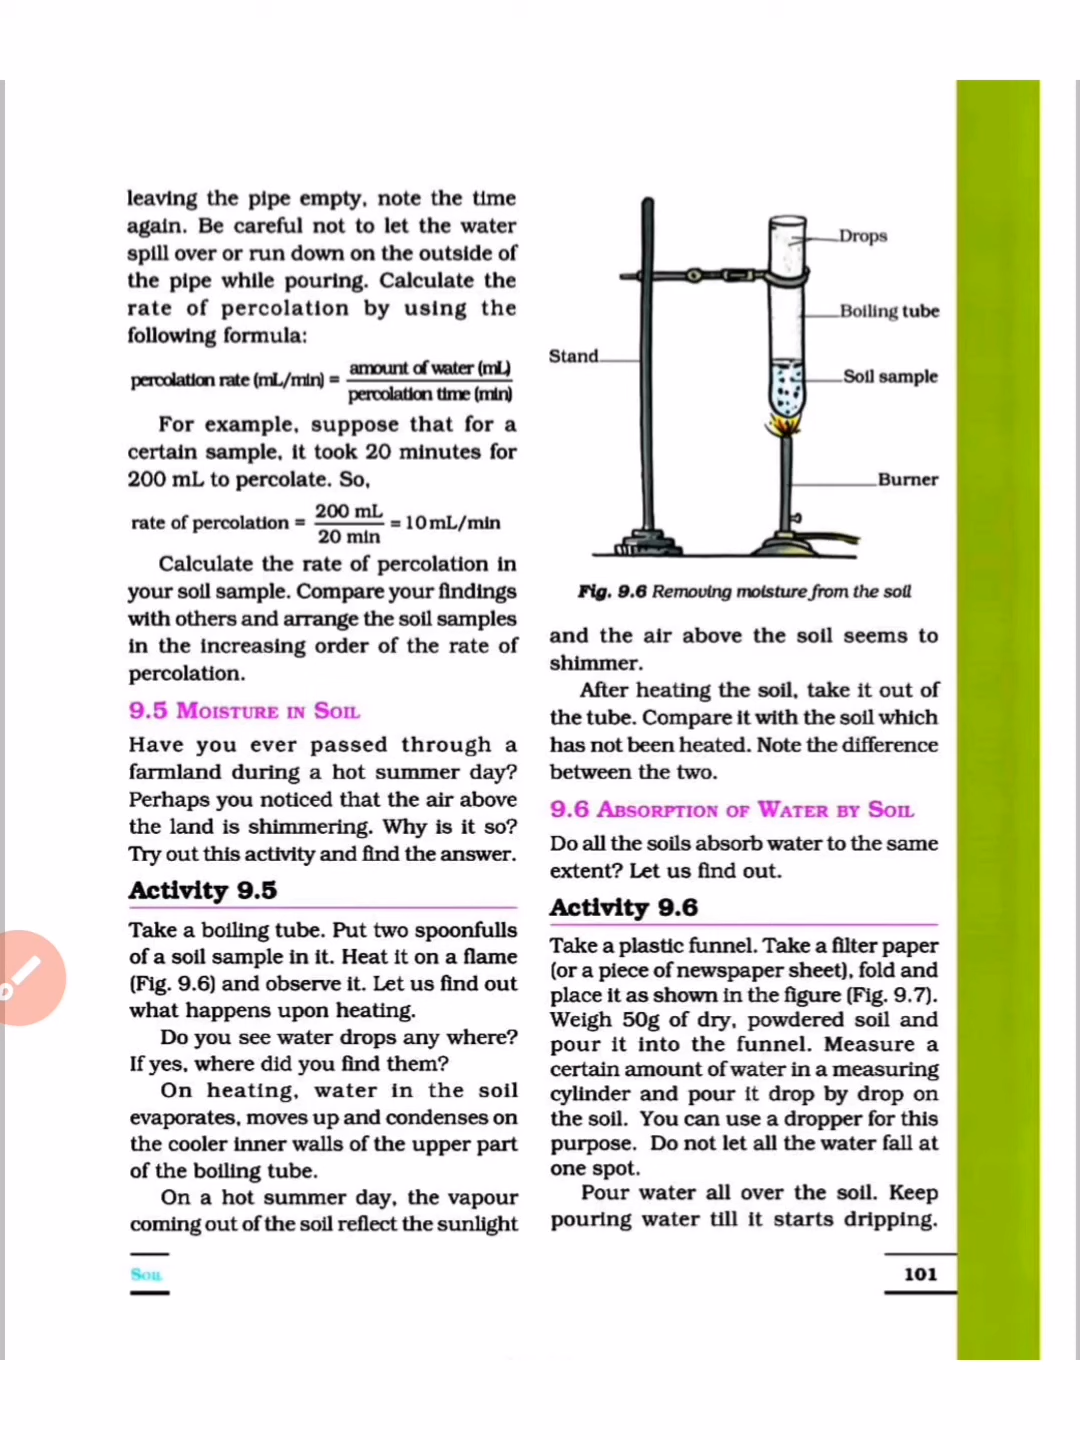 leaving the pipe empty, note the time
again. Be careful not to let the water
spill over or run down on the outside of
the pipe while pouring. Calculate the
rate of percolation by using the
following formula:
percolation rate (mL/min) = amount of water (mL)
percolation time (min)
For example, suppose that for a
certain sample, it took 20 minutes for
200 mL to percolate. So,
rate of percolation = 200 mL = 10 mL/min
20 min
Calculate the rate of percolation in
your soil sample. Compare your findings
with others and arrange the soil samples
in the increasing order of the rate of
percolation.
9.5 MOISTURE IN SOIL
Have you ever passed through a
farmland during a hot summer day?
Perhaps you noticed that the air above
the land is shimmering. Why is it so?
Try out this activity and find the answer.
Activity 9.5
Take a boiling tube. Put two spoonfulls
of a soil sample in it. Heat it on a flame
(Fig. 9.6) and observe it. Let us find out
what happens upon heating.
Do you see water drops any where?
If yes, where did you find them?
On heating, water in the soil
evaporates, moves up and condenses on
the cooler inner walls of the upper part
of the boiling tube.
On a hot summer day, the vapour
coming out of the soil reflect the sunlight
Drops
Boiling tube
Stand
Soil sample
Burner
Fig. 9.6 Removing moisture from the soil
and the air above the soil seems to
shimmer.
After heating the soil, take it out of
the tube. Compare it with the soil which
has not been heated. Note the difference
between the two.
9.6 ABSORPTION OF WATER BY SOIL
Do all the soils absorb water to the same
extent? Let us find out.
Activity 9.6
Take a plastic funnel. Take a filter paper
(or a piece of newspaper sheet), fold and
place it as shown in the figure (Fig. 9.7).
Weigh 50g of dry, powdered soil and
pour it into the funnel. Measure a
certain amount of water in a measuring
cylinder and pour it drop by drop on
the soil. You can use a dropper for this
purpose. Do not let all the water fall at
one spot.
Pour water all over the soil. Keep
pouring water till it starts dripping.
SOIL
101